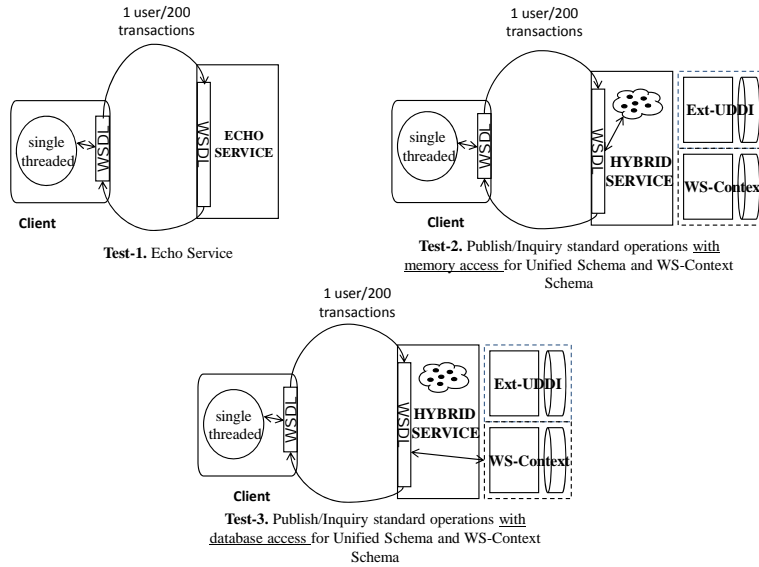 1 user/200
transactions
single
threaded
WSDL
WSDL
ECHO
SERVICE
Client
Test-1. Echo Service
1 user/200
transactions
single
threaded
WSDL
WSDL
HYBRID
SERVICE
Ext-UDDI
WS-Contex
Client
Test-2. Publish/Inquiry standard operations with
memory access for Unified Schema and WS-Context
Schema
1 user/200
transactions
single
threaded
WSDL
WSDL
HYBRID
SERVICE
Ext-UDDI
WS-Context
Client
Test-3. Publish/Inquiry standard operations with
database access for Unified Schema and WS-Context
Schema